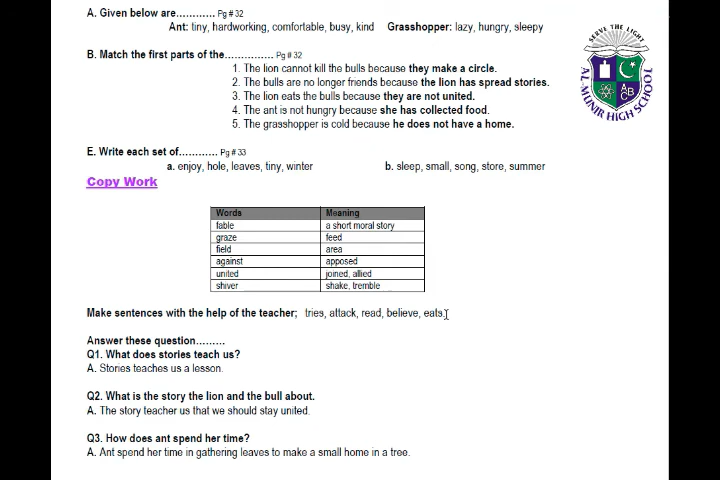 A. Given below are………… Pg # 32
Ant: tiny, hardworking, comfortable, busy, kind Grasshopper: lazy, hungry, sleepy
B. Match the first parts of the…………… Pg # 32
1. The lion cannot kill the bulls because they make a circle.
2. The bulls are no longer friends because the lion has spread stories.
3. The lion eats the bulls because they are not united.
4. The ant is not hungry because she has collected food.
5. The grasshopper is cold because he does not have a home.
E. Write each set of………… Pg # 33
a. enjoy, hole, leaves, tiny, winter b. sleep, small, song, store, summer
Copy Work
Words Meaning
fable a short moral story
graze feed
field area
against apposed
united joined, allied
shiver shake, tremble
Make sentences with the help of the teacher; tries, attack, read, believe, eats.
Answer these question………
Q1. What does stories teach us?
A. Stories teaches us a lesson.
Q2. What is the story the lion and the bull about.
A. The story teacher us that we should stay united.
Q3. How does ant spend her time?
A. Ant spend her time in gathering leaves to make a small home in a tree.
SERVE THE LIGHT
A B C
AL-MUNIR HIGH SCHOOL